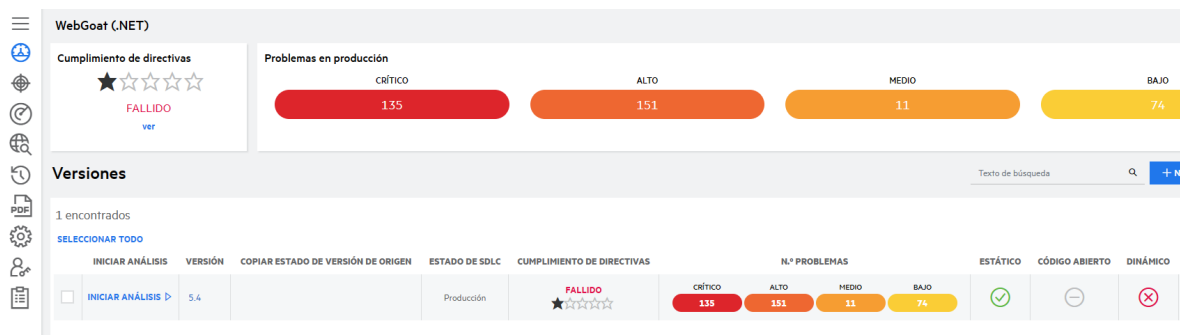 WebGoat (.NET)
Cumplimiento de directivas
FALLIDO
ver
Problemas en producción
CRÍTICO ALTO MEDIO BAJO
135 151 11 74
Versiones
Texto de búsqueda
+ N
1 encontrados
SELECCIONAR TODO
INICIAR ANÁLISIS VERSIÓN COPIAR ESTADO DE VERSIÓN DE ORIGEN ESTADO DE SDLC CUMPLIMIENTO DE DIRECTIVAS N.º PROBLEMAS ESTÁTICO CÓDIGO ABIERTO DINÁMICO
INICIAR ANÁLISIS 5.4 Producción FALLIDO
CRÍTICO ALTO MEDIO BAJO
135 151 11 74
PDF